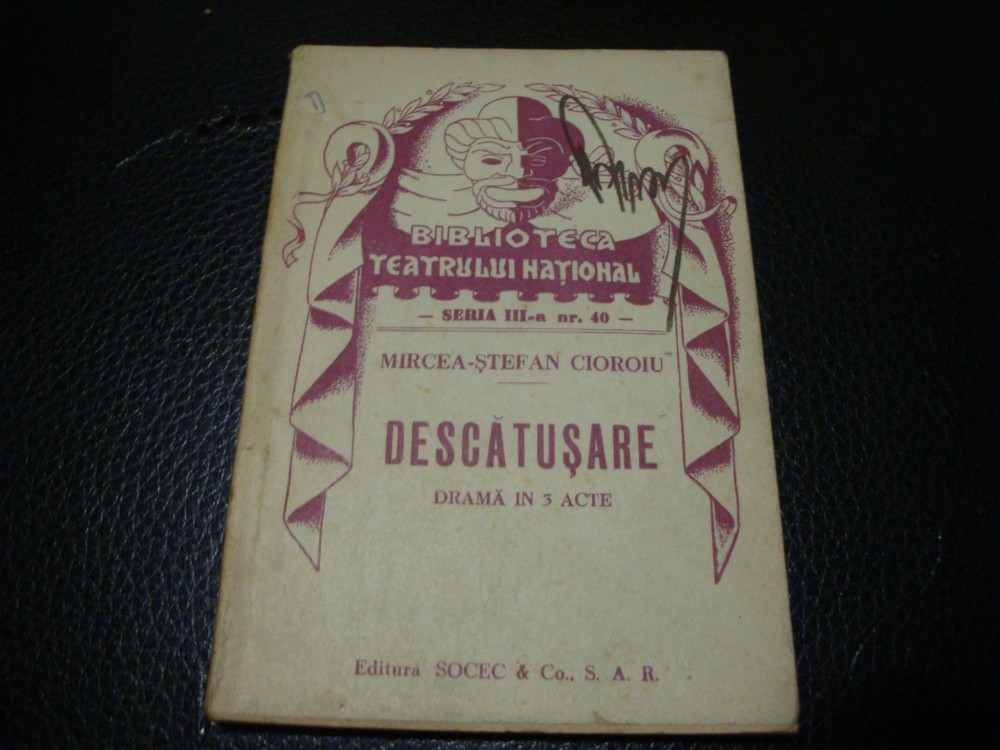 BIBLIOTECA
TEATRULUI NAȚIONAL
— SERIA III-a nr. 40 —
MIRCEA-ȘTEFAN CIOROIU
DESCĂTUȘARE
DRAMĂ IN 3 ACTE
Editura SOCEC & Co., S. A. R.